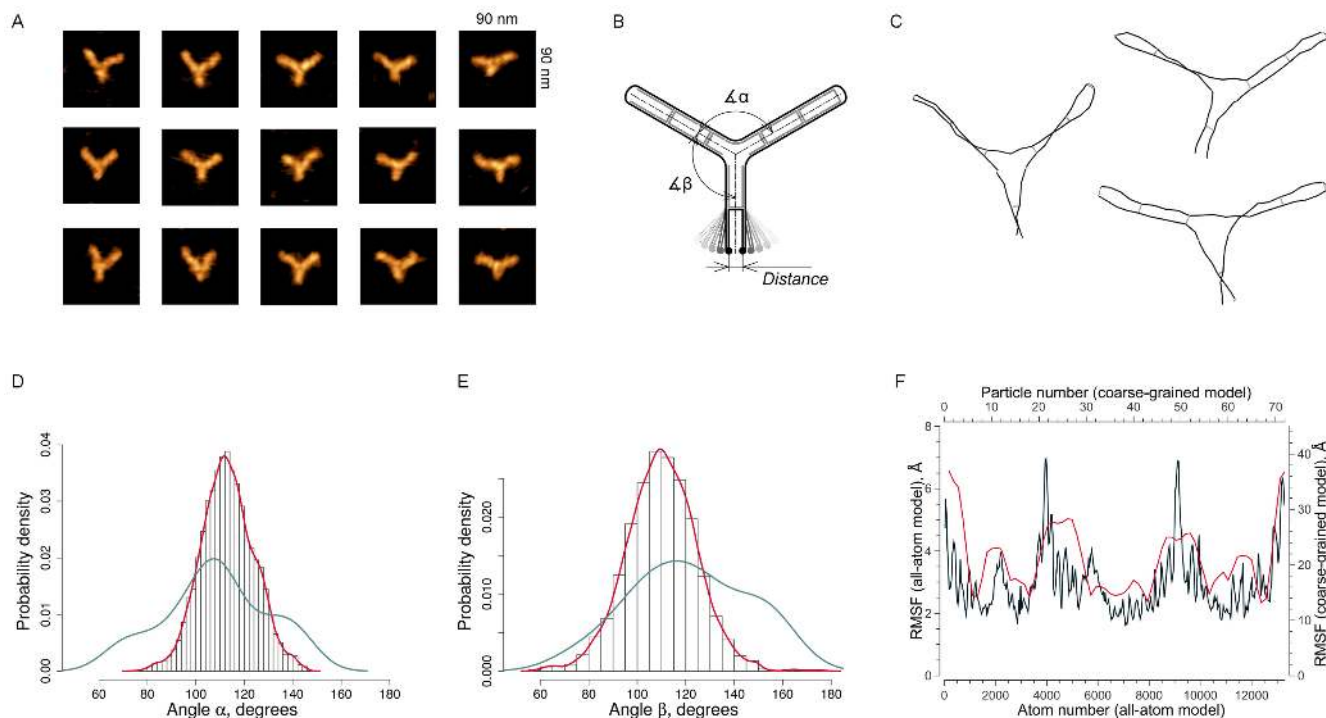 A
90 nm
90 nm
B
∡α
∡β
Distance
C
D
Probability density
0.04
0.03
0.02
0.01
0.00
60 80 100 120 140 160 180
Angle α, degrees
E
Probability density
0.020
0.010
0.000
60 80 100 120 140 160 180
Angle β, degrees
F
Particle number (coarse-grained model)
0 10 20 30 40 50 60 70
RMSF (all-atom model), Å
8
6
4
2
0
40
30
20
10
0
RMSF (coarse-grained model), Å
0 2000 4000 6000 8000 10000 12000
Atom number (all-atom model)